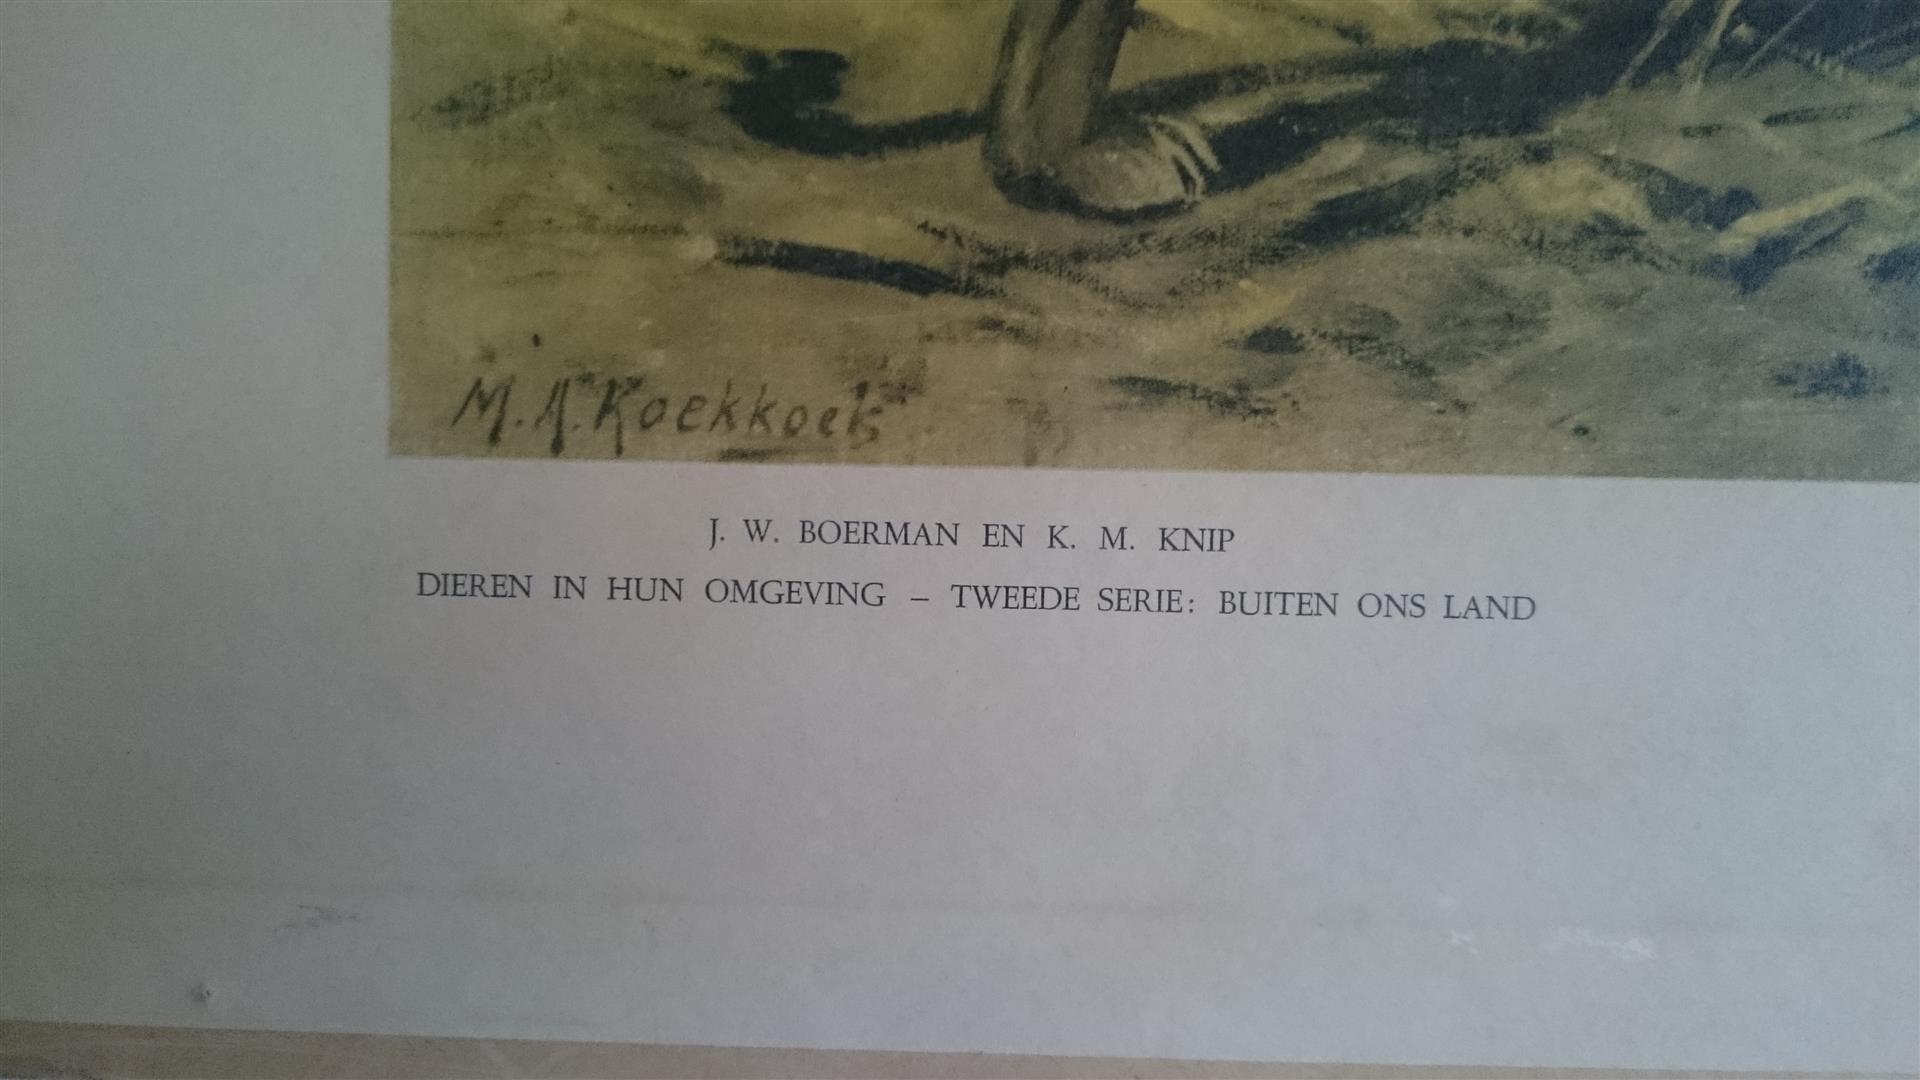 M.A. Koekkoek
J. W. BOERMAN EN K. M. KNIP
DIEREN IN HUN OMGEVING – TWEEDE SERIE: BUITEN ONS LAND